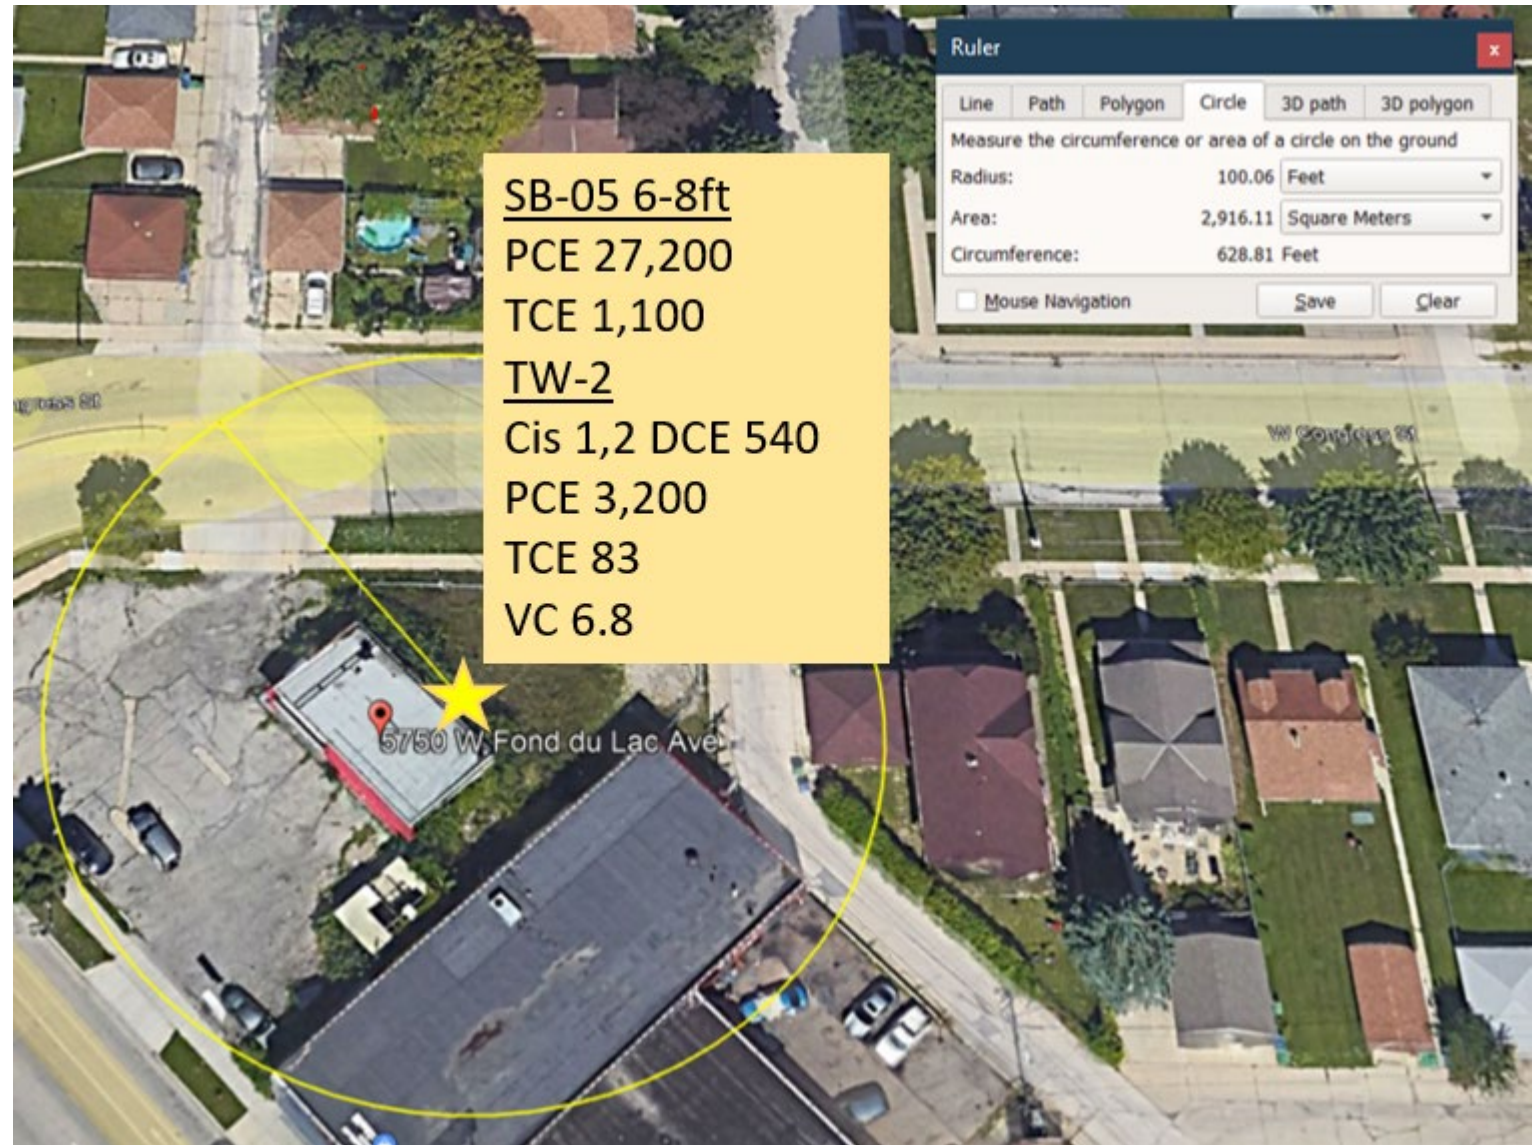 Ruler
x
Line Path Polygon Circle 3D path 3D polygon
Measure the circumference or area of a circle on the ground
Radius: 100.06 Feet
Area: 2,916.11 Square Meters
Circumference: 628.81 Feet
Mouse Navigation Save Clear
SB-05 6-8ft
PCE 27,200
TCE 1,100
TW-2
Cis 1,2 DCE 540
PCE 3,200
TCE 83
VC 6.8
W Congress St
5750 W Fond du Lac Ave